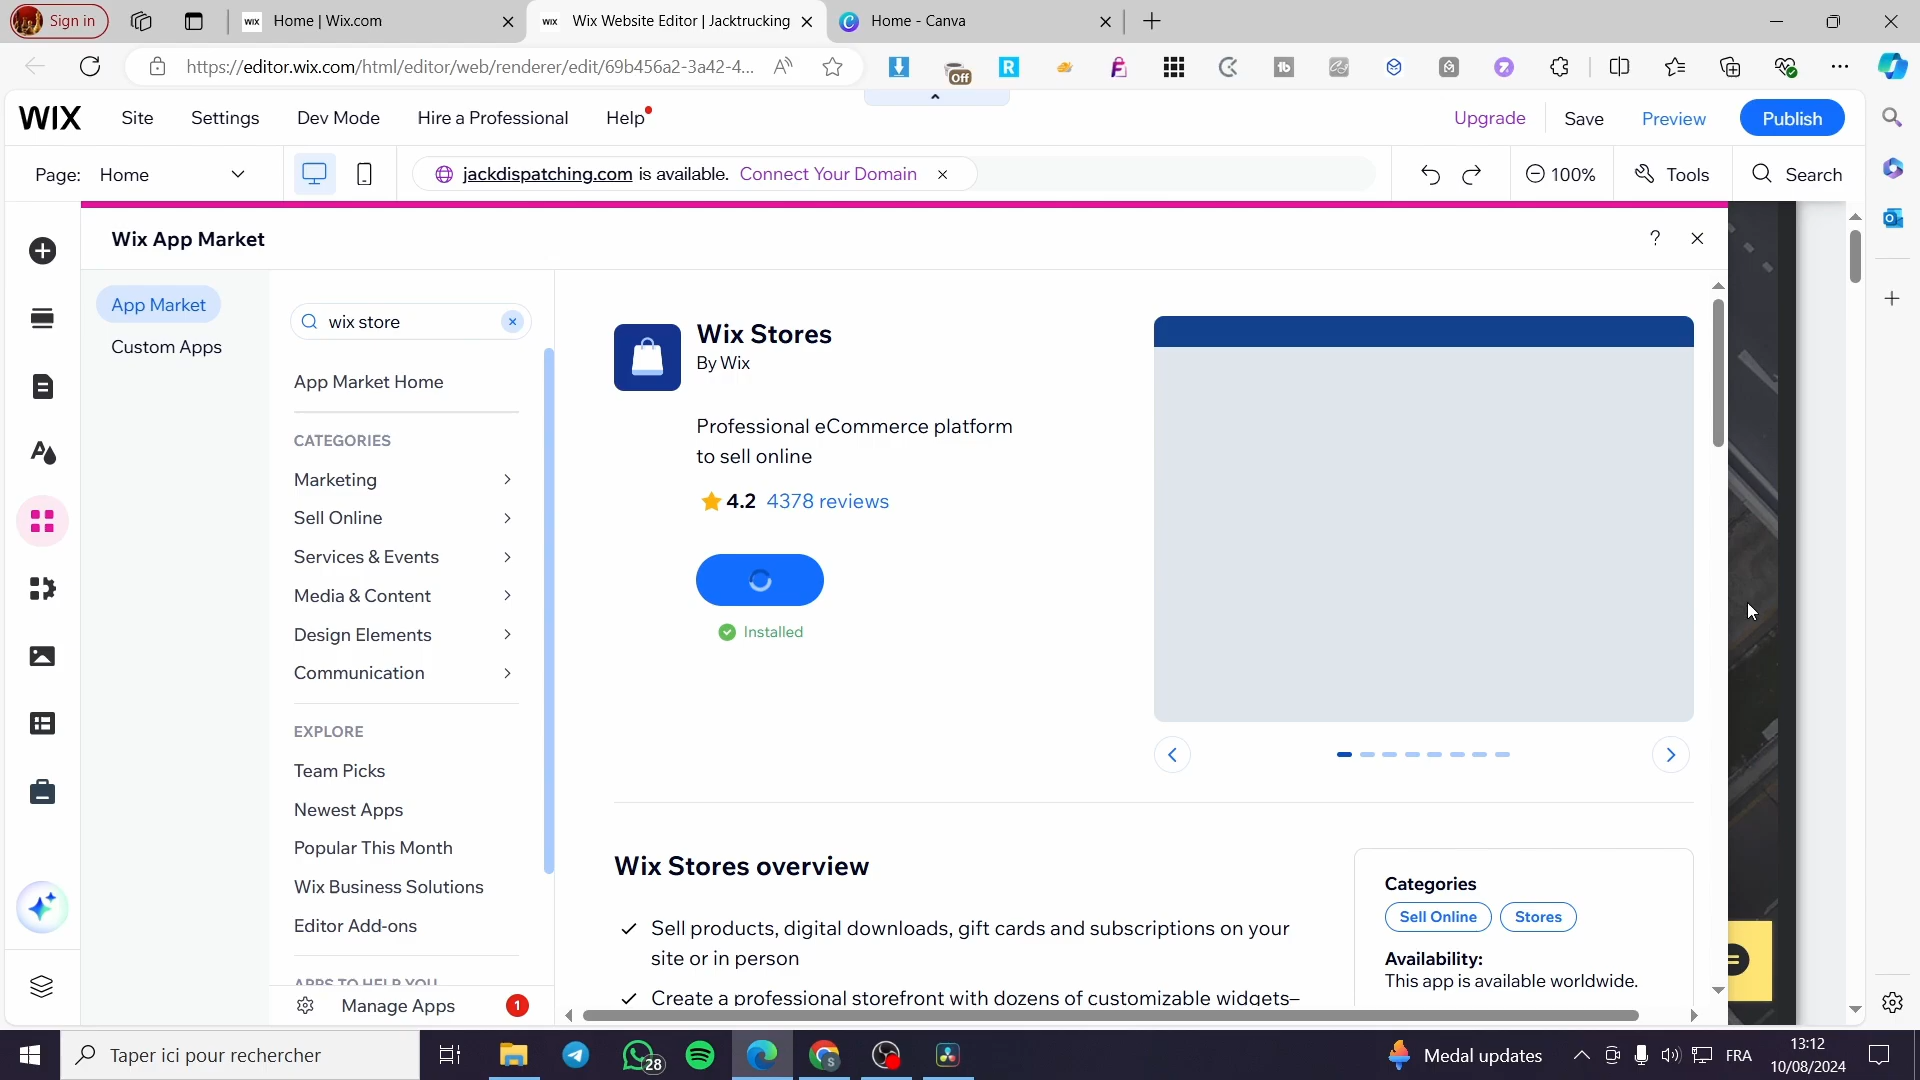 Sign in
WIX Home | Wix.com
WIX Wix Website Editor | Jacktrucking
Home - Canva
https://editor.wix.com/html/editor/web/renderer/edit/69b456a2-3a42-4...
Off
WIX Site Settings Dev Mode Hire a Professional Help
Upgrade Save Preview Publish
Page: Home
jackdispatching.com is available. Connect Your Domain
100% Tools Search
Wix App Market
?
App Market
Custom Apps
wix store
App Market Home
CATEGORIES
Marketing
Sell Online
Services & Events
Media & Content
Design Elements
Communication
EXPLORE
Team Picks
Newest Apps
Popular This Month
Wix Business Solutions
Editor Add-ons
APPS TO HELP YOU
Manage Apps 1
Wix Stores
By Wix
Professional eCommerce platform
to sell online
4.2 4378 reviews
Installed
Wix Stores overview
Sell products, digital downloads, gift cards and subscriptions on your
site or in person
Create a professional storefront with dozens of customizable widgets–
Categories
Sell Online Stores
Availability:
This app is available worldwide.
Taper ici pour rechercher
28
Medal updates
FRA
13:12
10/08/2024